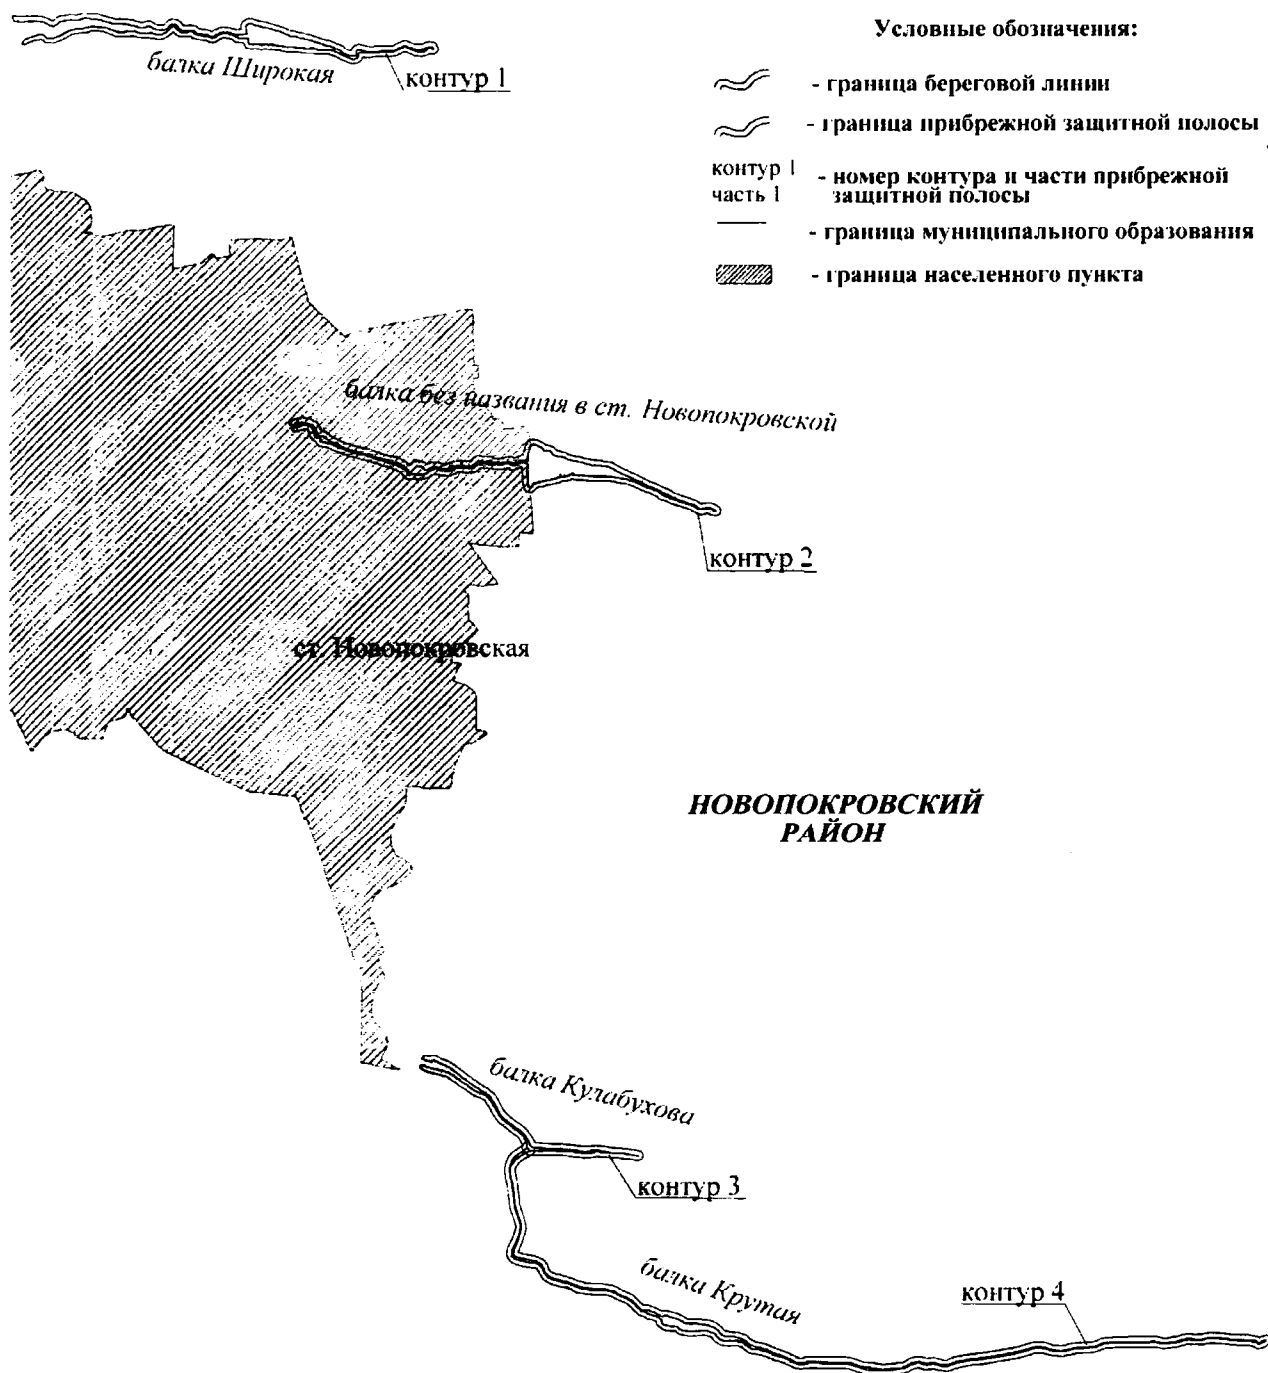 Условные обозначения:
- граница береговой линии
- граница прибрежной защитной полосы
контур 1
часть 1
- номер контура и части прибрежной
защитной полосы
- граница муниципального образования
- граница населенного пункта
балка Широкая
контур 1
балка без названия в ст. Новопокровской
контур 2
ст. Новопокровская
НОВОПОКРОВСКИЙ
РАЙОН
балка Кулабухова
контур 3
балка Крутая
контур 4